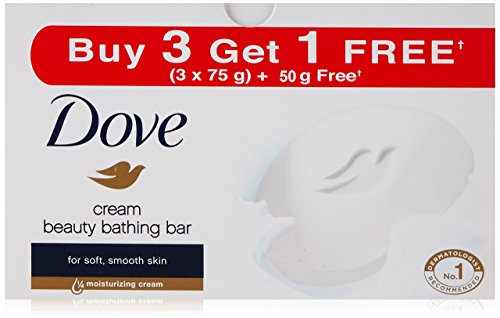 Buy 3 Get 1 FREE†
(3 x 75 g) + 50 g Free†
Dove
cream
beauty bathing bar
for soft, smooth skin
¼ moisturizing cream
DERMATOLOGIST
No.1
RECOMMENDED